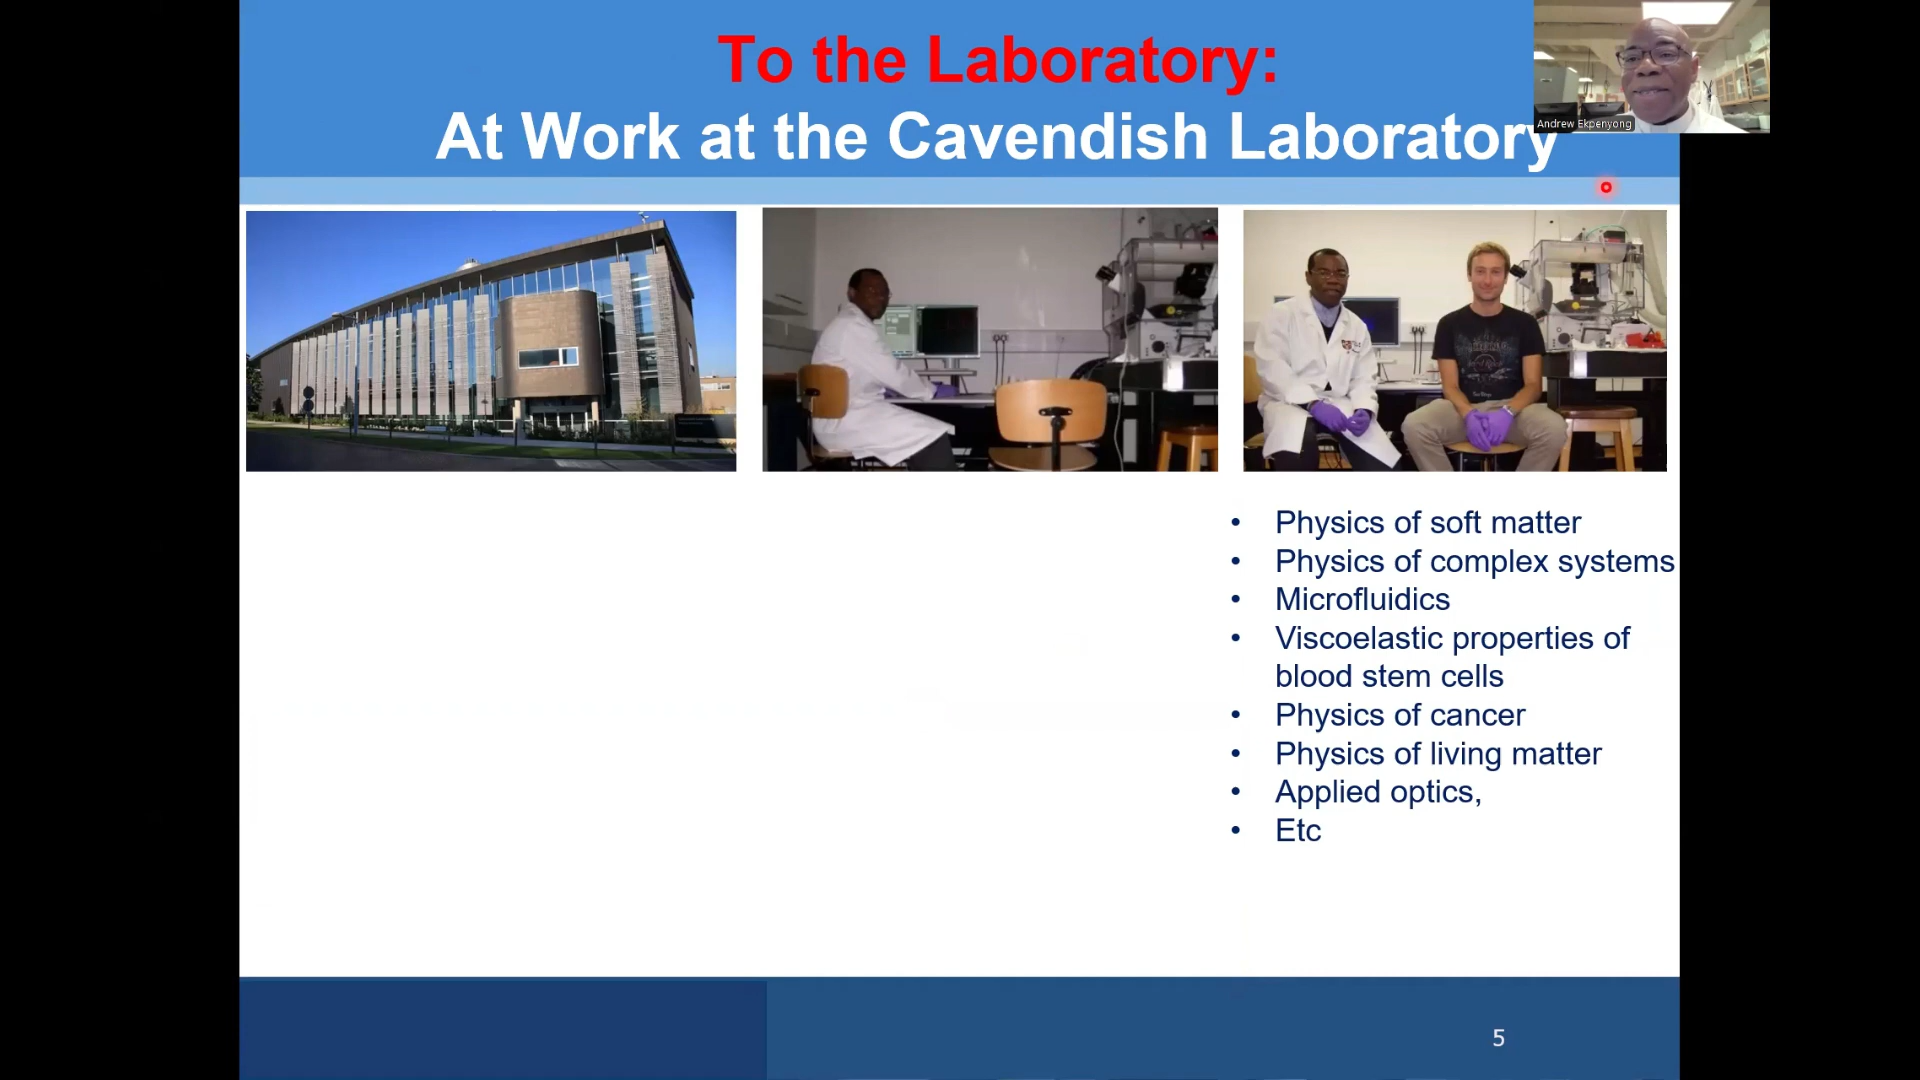 To the Laboratory:
At Work at the Cavendish Laboratory
Andrew Ekpenyong
• Physics of soft matter
• Physics of complex systems
• Microfluidics
• Viscoelastic properties of
blood stem cells
• Physics of cancer
• Physics of living matter
• Applied optics,
• Etc
5